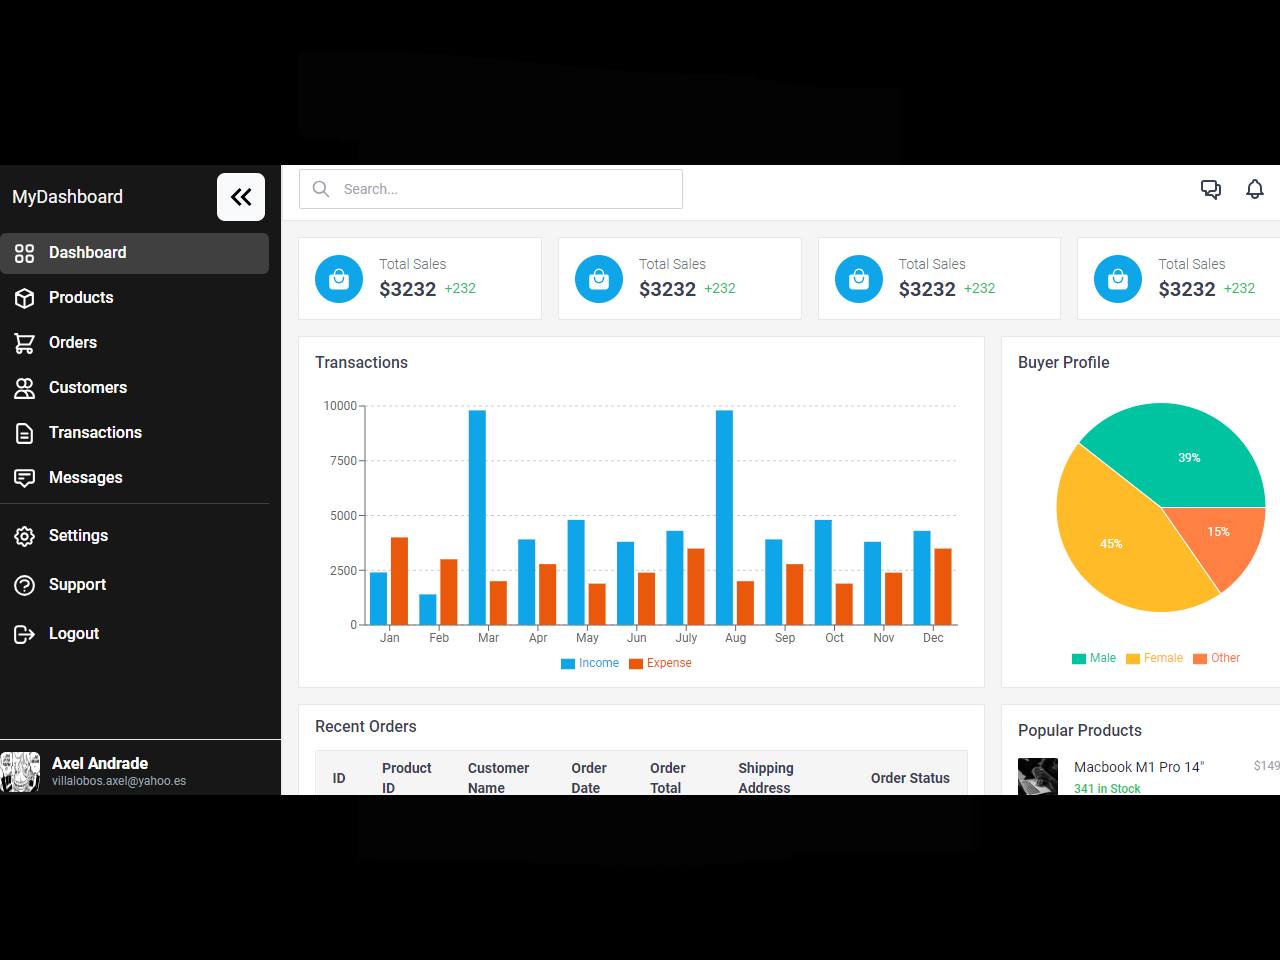 MyDashboard
Search...
Dashboard
Products
Orders
Customers
Transactions
Messages
Settings
Support
Logout
Axel Andrade
villalobos.axel@yahoo.es
Total Sales
$3232 +232
Total Sales
$3232 +232
Total Sales
$3232 +232
Total Sales
$3232 +232
Transactions
10000
7500
5000
2500
0
Jan Feb Mar Apr May Jun July Aug Sep Oct Nov Dec
Income Expense
Buyer Profile
39%
15%
45%
Male Female Other
Recent Orders
ID Product ID Customer Name Order Date Order Total Shipping Address Order Status
Popular Products
Macbook M1 Pro 14" $149
341 in Stock